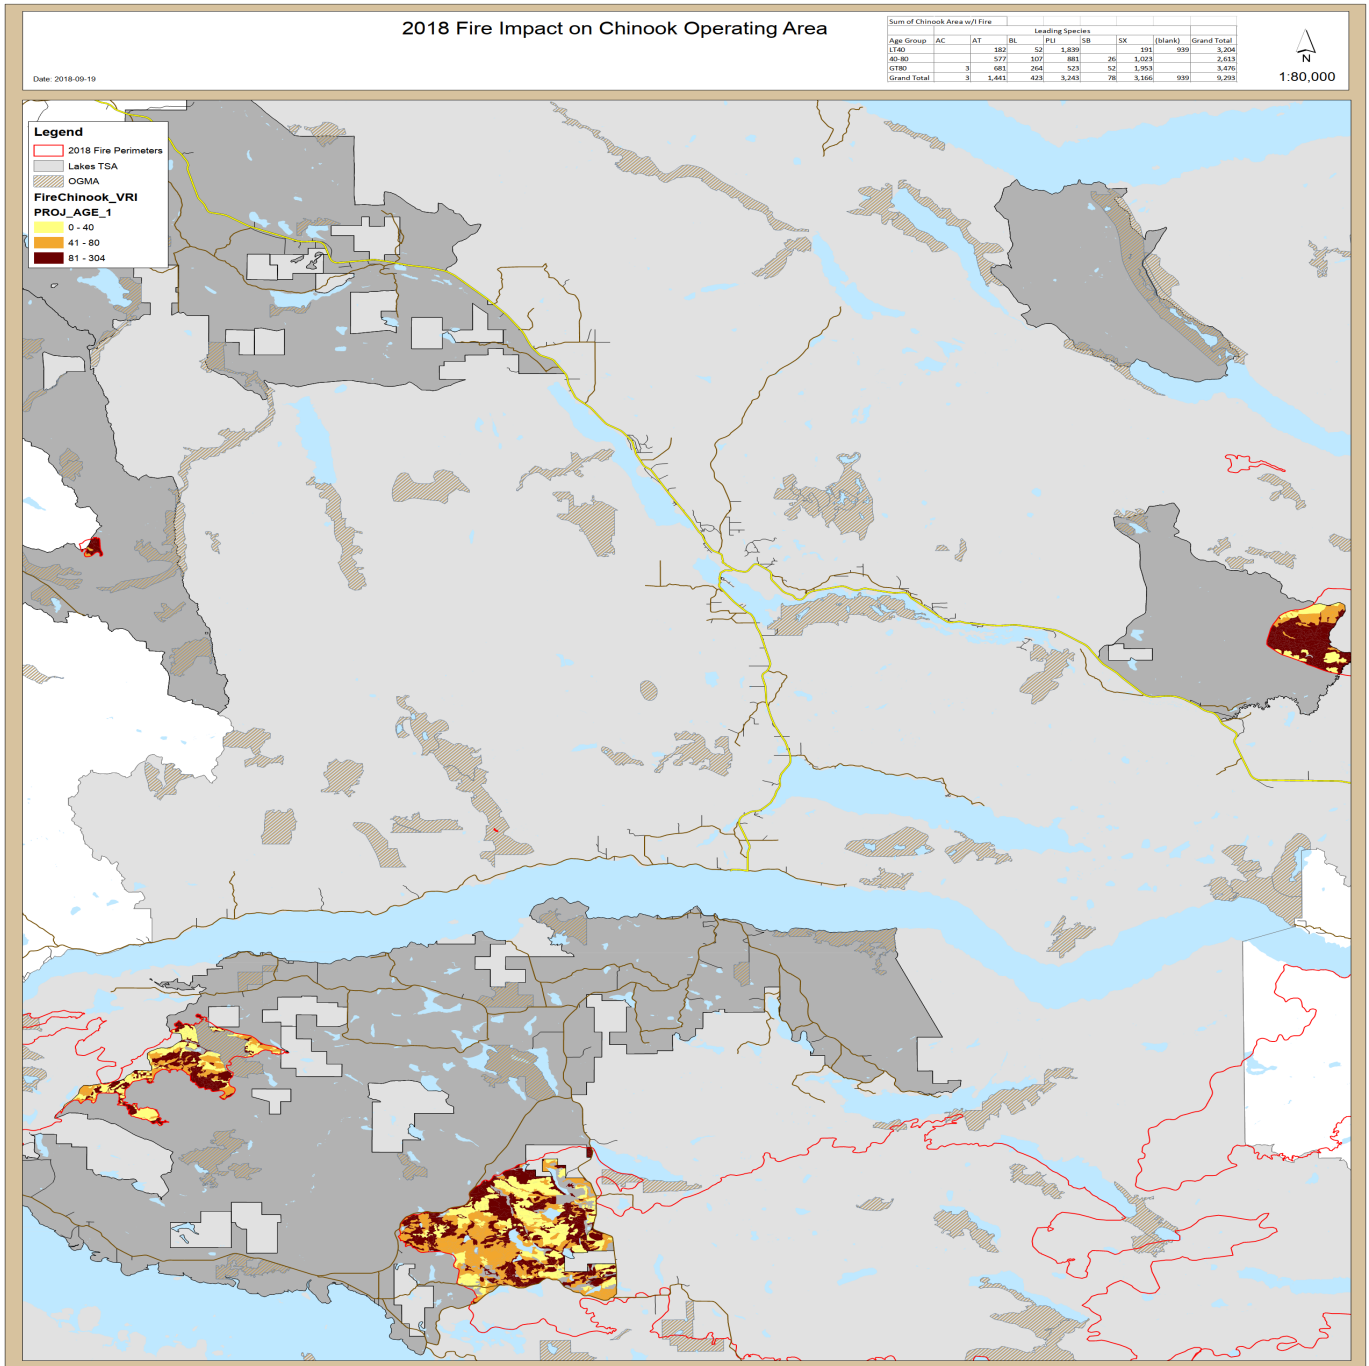 2018 Fire Impact on Chinook Operating Area
Date: 2018-09-19
Sum of Chinook Area w/I Fire
Leading Species
Age Group AC AT BL PLI SB SX (blank) Grand Total
LT40 182 52 1,839 191 939 3,204
40-80 577 107 881 26 1,023 2,613
GT80 3 681 264 523 52 1,953 3,476
Grand Total 3 1,441 423 3,243 78 3,166 939 9,293
N
1:80,000
Legend
2018 Fire Perimeters
Lakes TSA
OGMA
FireChinook_VRI
PROJ_AGE_1
0 - 40
41 - 80
81 - 304